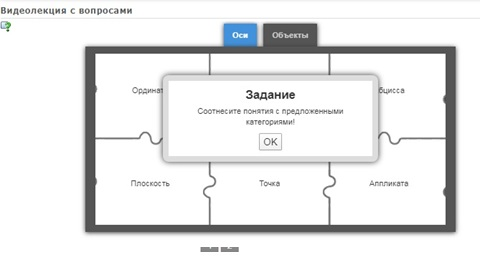 Видеолекция с вопросами
Оси Объекты
Задание
Соотнесите понятия с предложенными
категориями!
OK
Плоскость Точка Аппликата